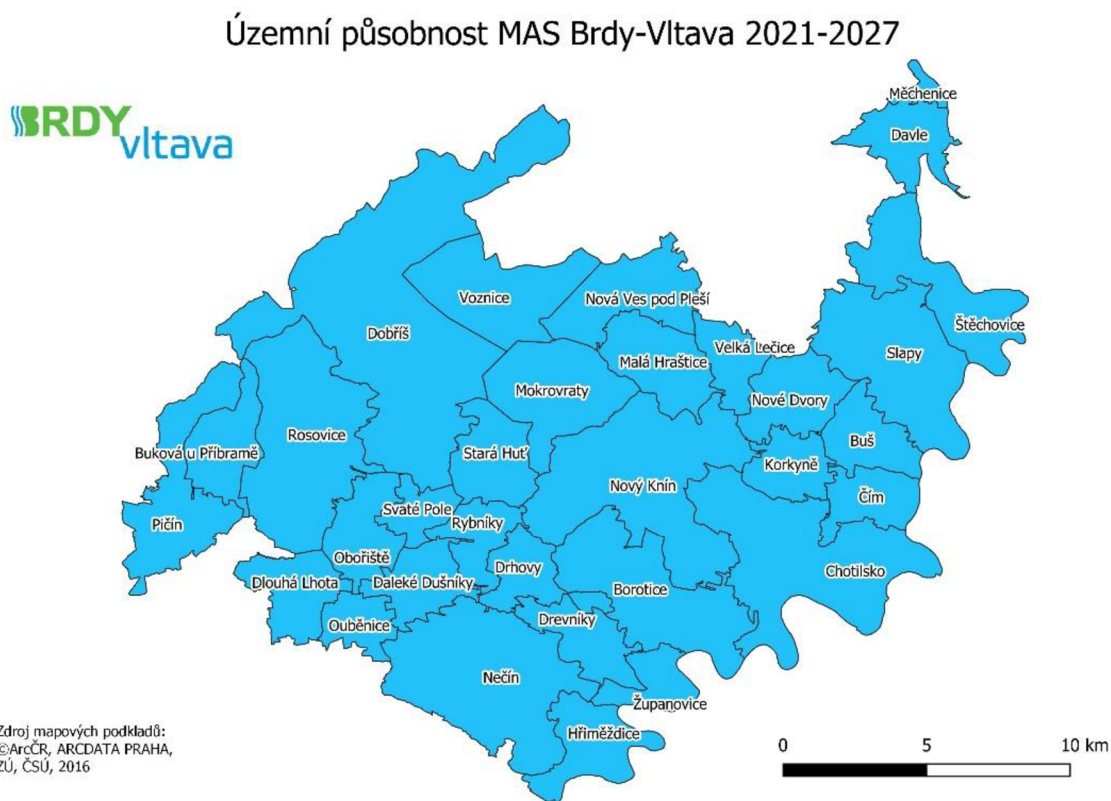 Územní působnost MAS Brdy-Vltava 2021-2027
BRDY
vltava
Měchenice
Davle
Voznice
Nová Ves pod Pleší
Štěchovice
Dobříš
Velká Lečice
Slapy
Malá Hraštice
Mokrovraty
Nové Dvory
Rosovice
Buš
Buková u Příbramě
Stará Huť
Korkyně
Nový Knín
Čím
Svaté Pole
Rybníky
Pičín
Obořiště
Drhovy
Chotilsko
Dlouhá Lhota
Daleké Dušníky
Borotice
Drevníky
Ouběnice
Nečín
Županovice
Hřiměždice
Zdroj mapových podkladů:
©ArcČR, ARCDATA PRAHA,
ZÚ, ČSÚ, 2016
0 5 10 km